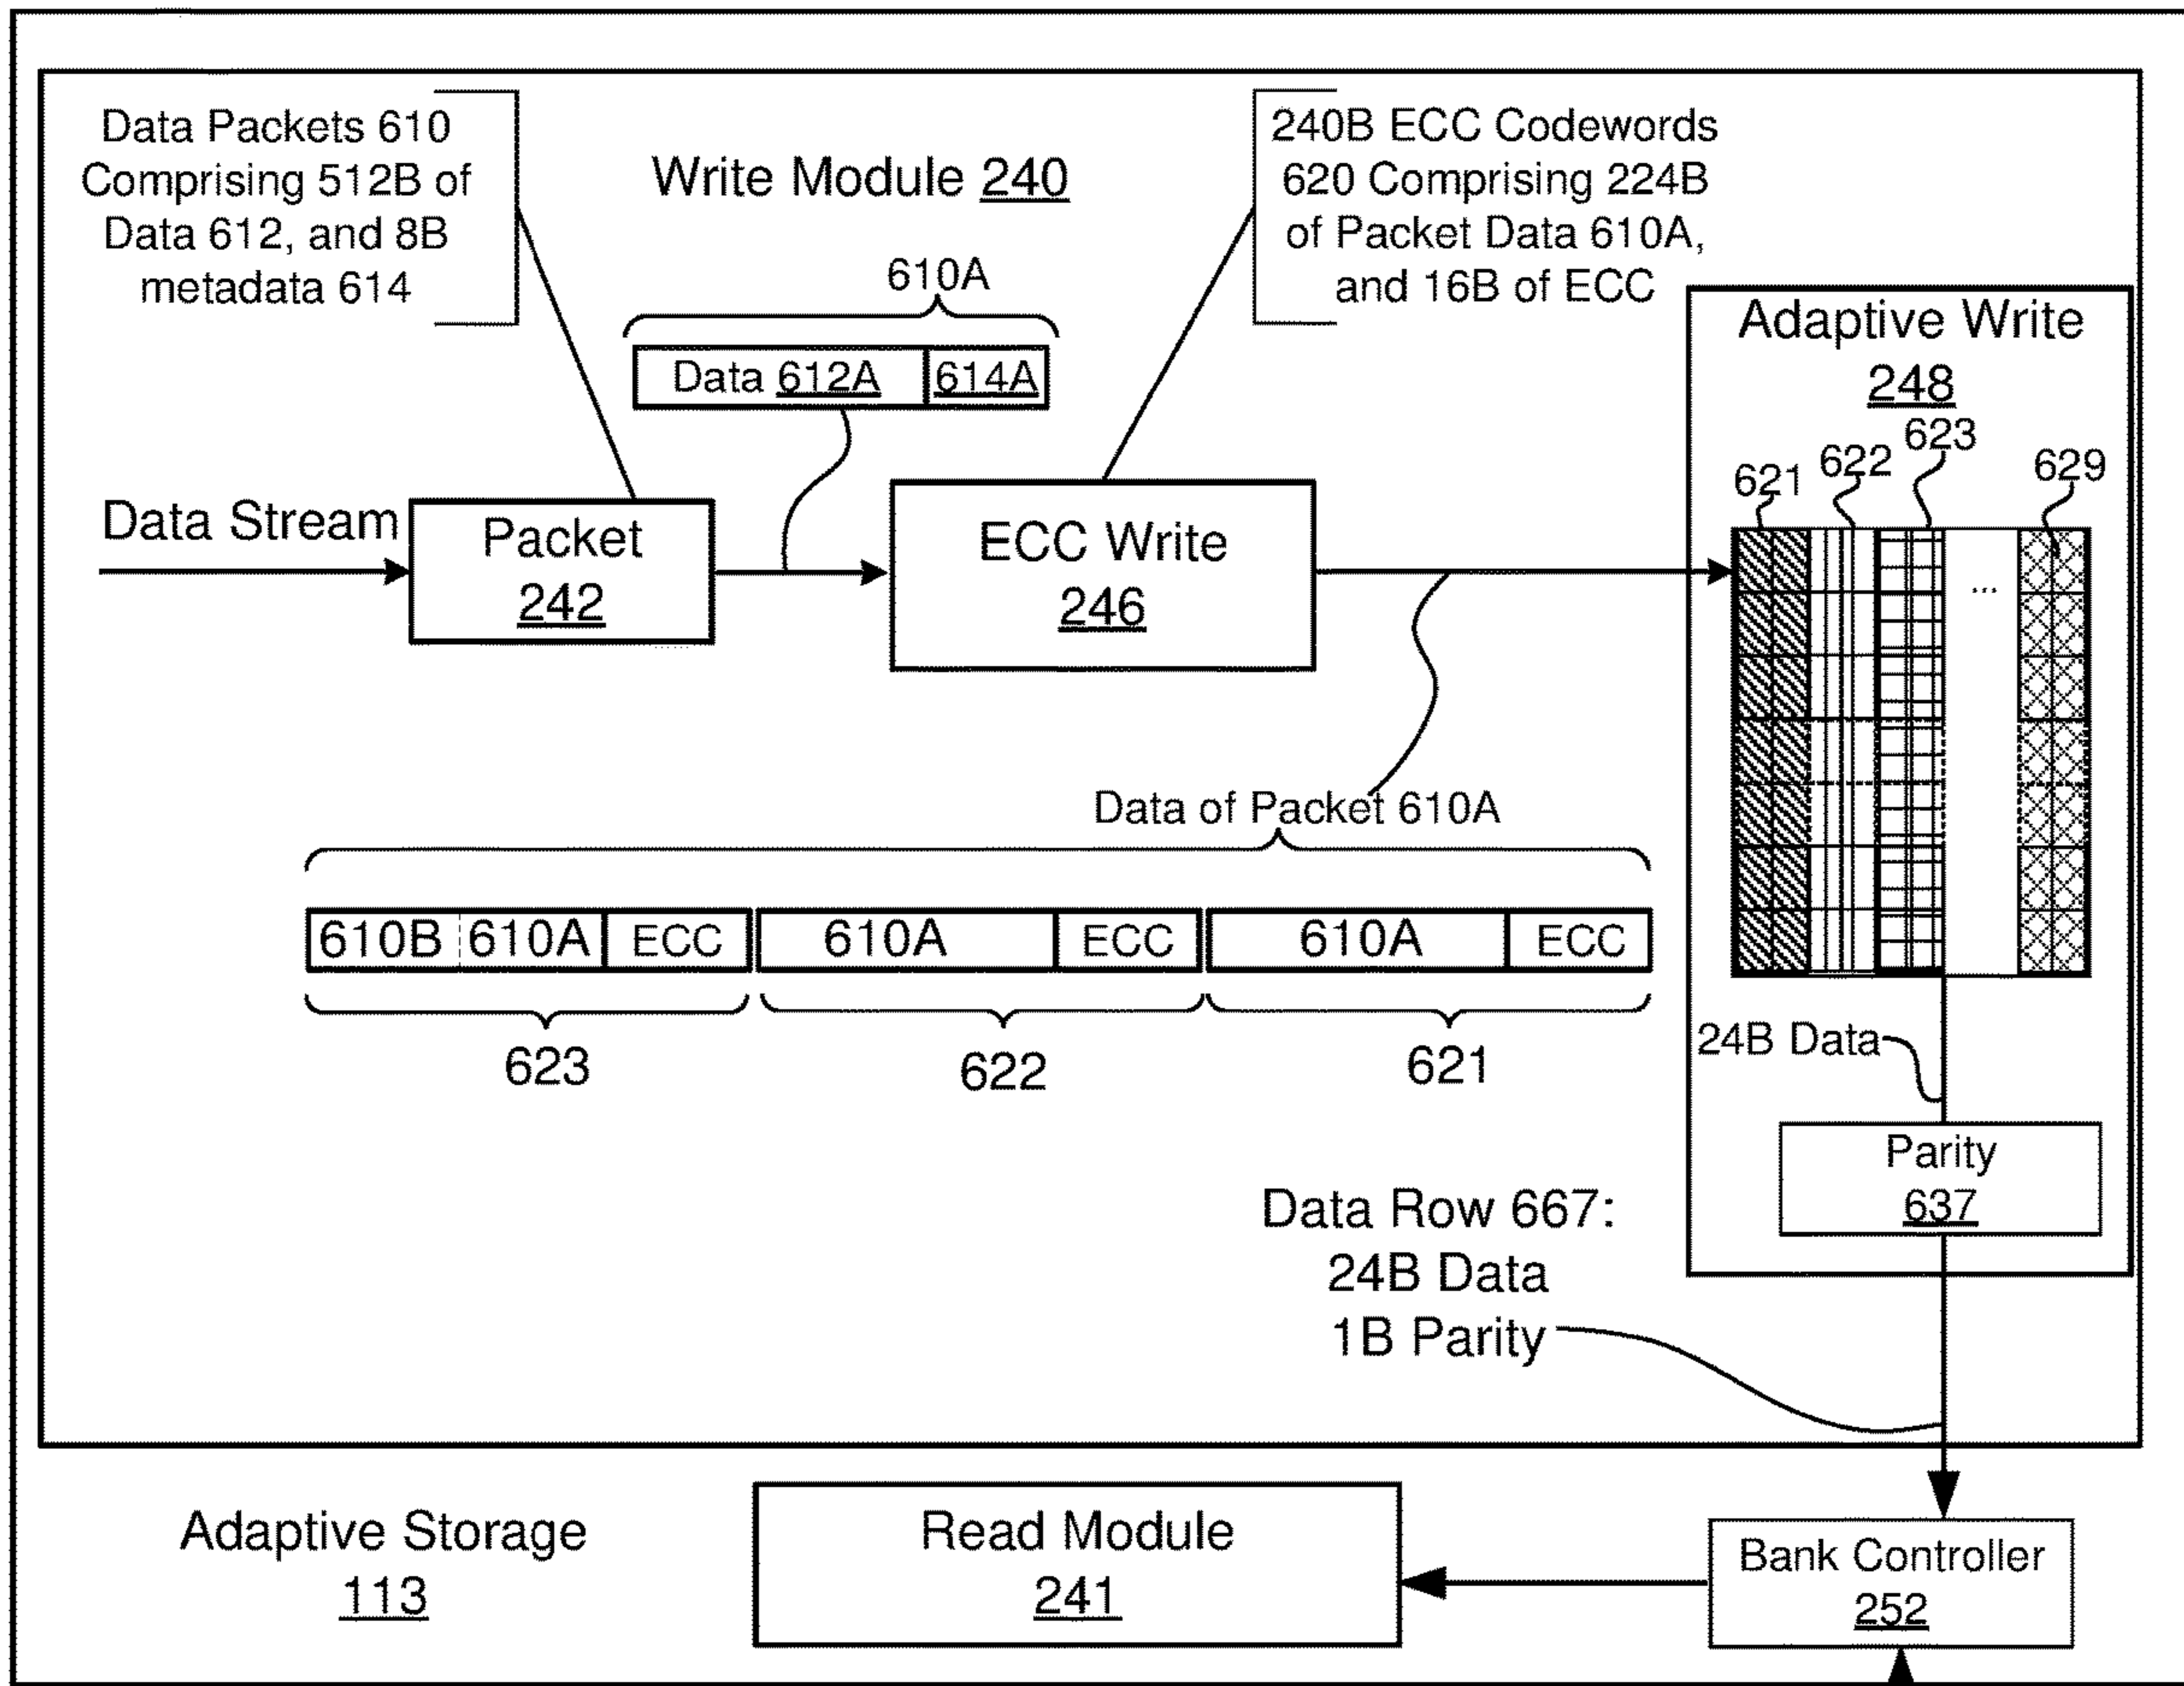 Data Packets 610
Comprising 512B of
Data 612, and 8B
metadata 614
Write Module 240
240B ECC Codewords
620 Comprising 224B
of Packet Data 610A,
and 16B of ECC
610A
Data 612A
614A
Adaptive Write
248
621
622
623
629
...
Data Stream
Packet
242
ECC Write
246
Data of Packet 610A
610B
610A
ECC
610A
ECC
610A
ECC
623
622
621
24B Data
Parity
637
Data Row 667:
24B Data
1B Parity
Adaptive Storage
113
Read Module
241
Bank Controller
252